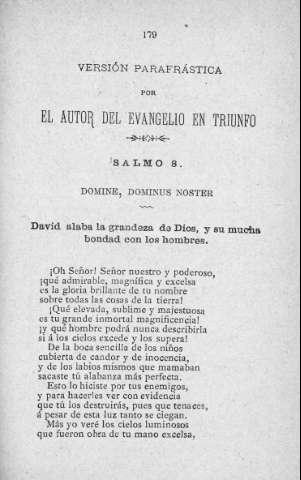 179
VERSIÓN PARAFRÁSTICA
POR
EL AUTOR DEL EVANGELIO EN TRIUNFO
SALMO 8.
DOMINE, DOMINUS NOSTER
David alaba la grandeza de Dios, y su mucha
bondad con los hombres.
¡Oh Señor! Señor nuestro y poderoso,
¡qué admirable, magnífica y excelsa
es la gloria brillante de tu nombre
sobre todas las cosas de la tierra!
¡Qué elevada, sublime y majestuosa
es tu grande inmortal magnificencia!
¡y qué hombre podrá nunca describirla
si á los cielos excede y los supera!
De la boca sencilla de los niños
cubierta de candor y de inocencia,
y de los labios mismos que mamaban
sacaste tú alabanza más perfecta.
Esto lo hiciste por tus enemigos,
y para hacerles ver con evidencia
que tú los destruirás, pues que tenaces,
á pesar de esta luz tanto se ciegan.
Más yo veré los cielos luminosos
que fueron obra de tu mano excelsa,